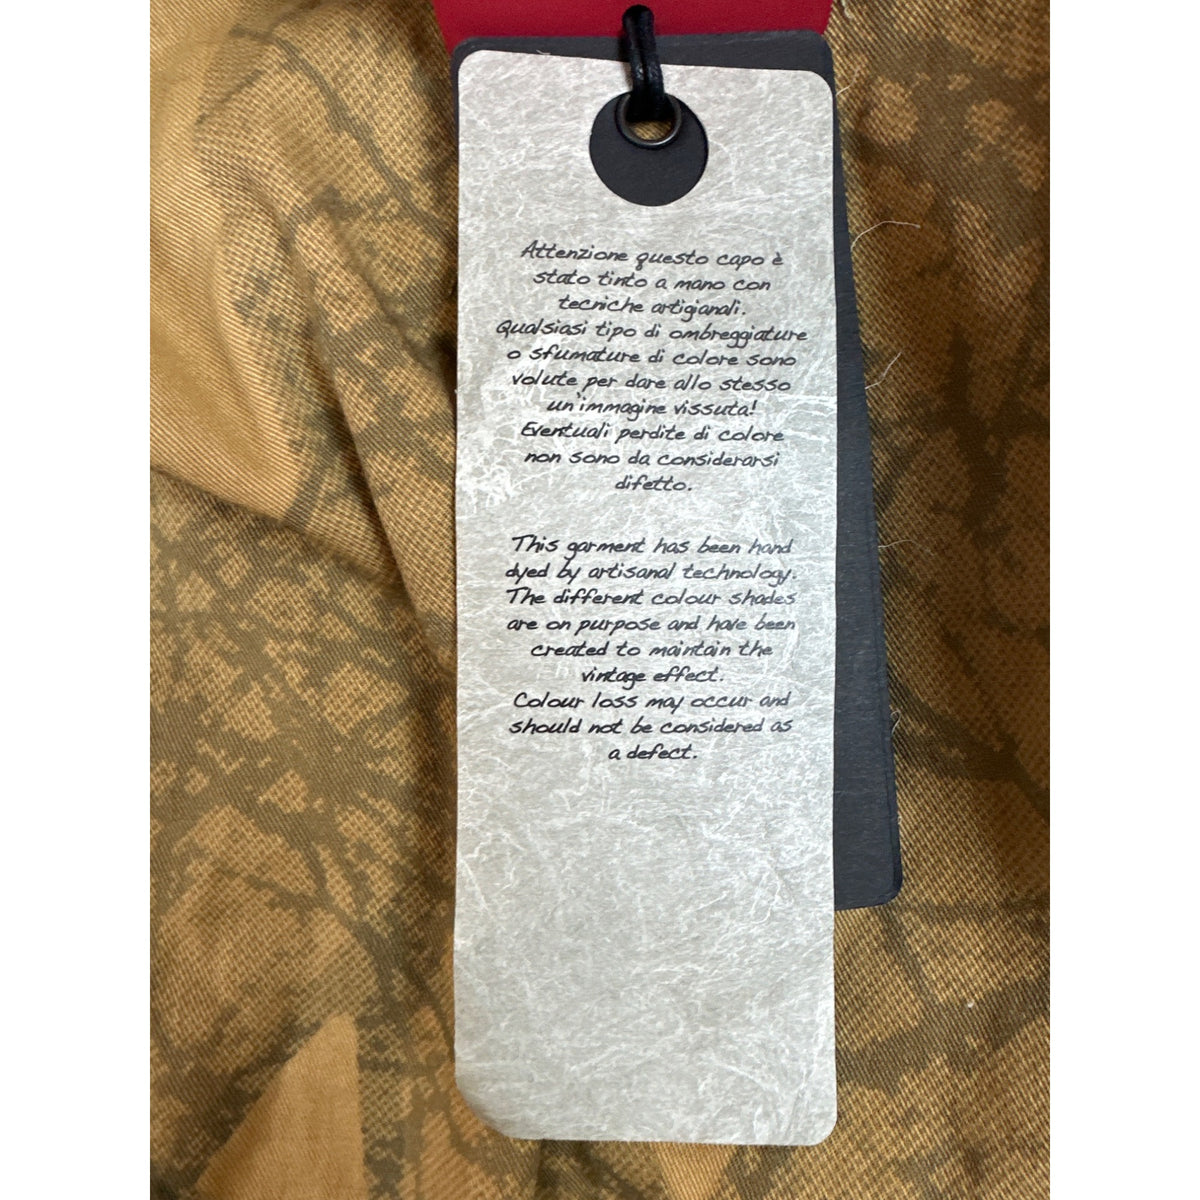 Attenzione questo capo è
stato tinto a mano con
tecniche artigianali.
Qualsiasi tipo di ombreggiature
o sfumature di colore sono
volute per dare allo stesso
un'immagine vissuta!
Eventuali perdite di colore
non sono da considerarsi
difetto.
This garment has been hand
dyed by artisanal technology.
The different colour shades
are on purpose and have been
created to maintain the
vintage effect.
Colour loss may occur and
should not be considered as
a defect.